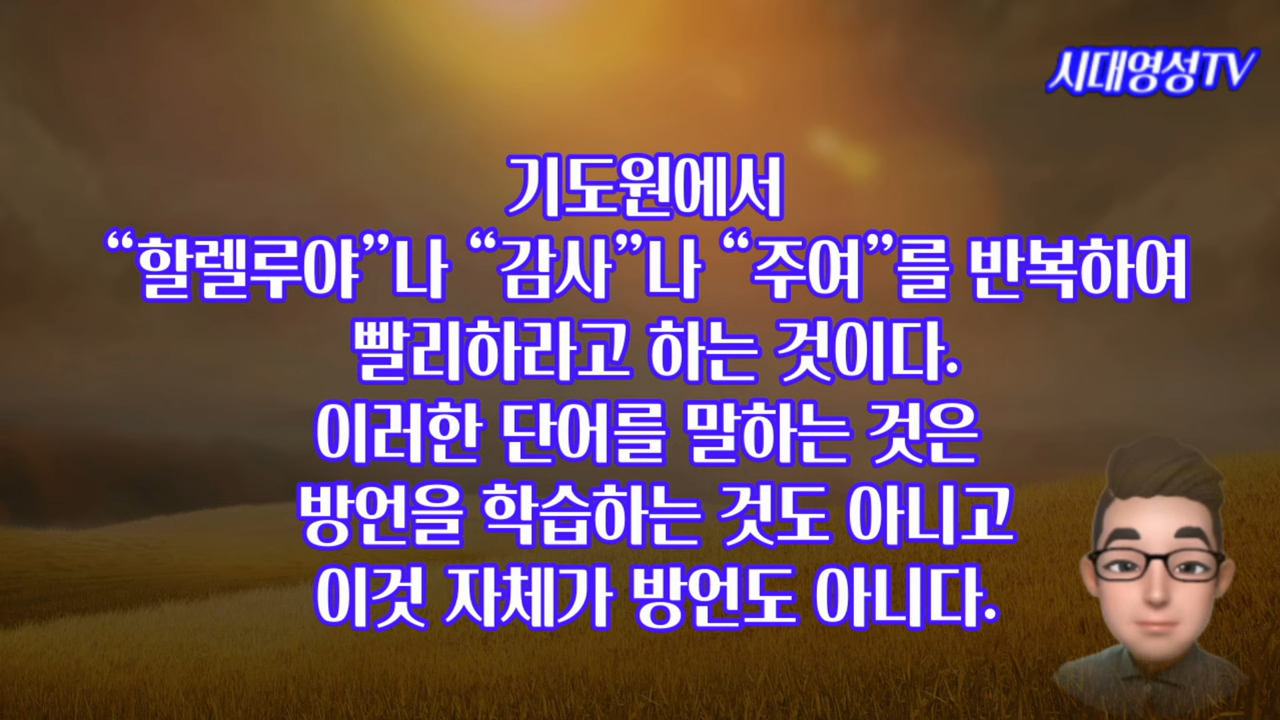 시대영성TV
기도원에서
“할렐루야”나 “감사”나 “주여”를 반복하여
빨리하라고 하는 것이다.
이러한 단어를 말하는 것은
방언을 학습하는 것도 아니고
이것 자체가 방언도 아니다.